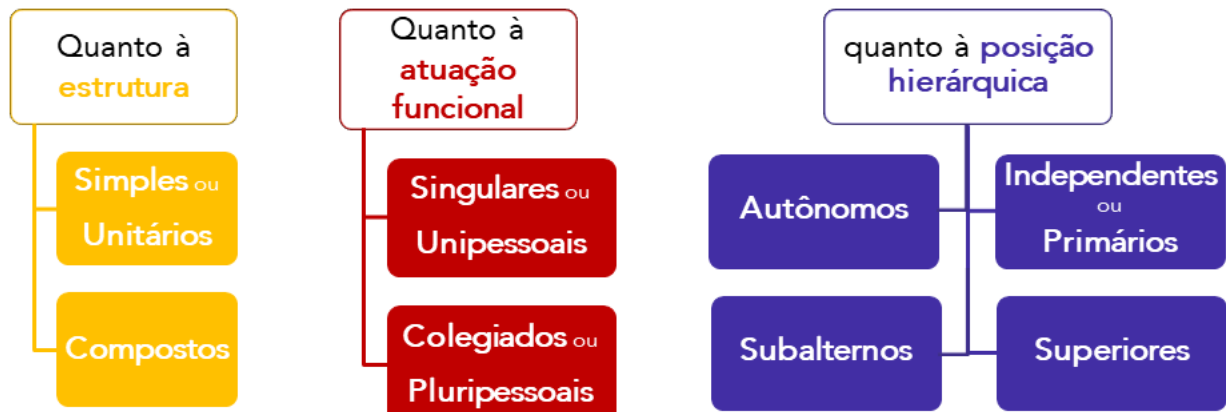 Quanto à
estrutura
Simples ou
Unitários
Compostos
Quanto à
atuação
funcional
Singulares ou
Unipessoais
Colegiados ou
Pluripessoais
quanto à posição
hierárquica
Autônomos
Independentes
ou
Primários
Subalternos
Superiores